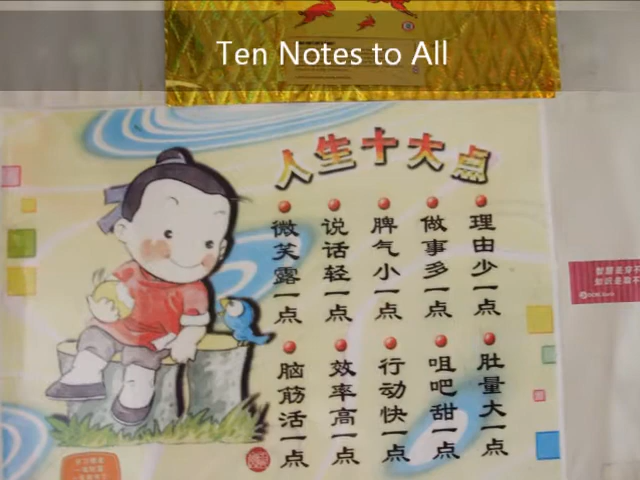 Ten Notes to All
人生十大点
理由少一点
做事多一点
脾气小一点
说话轻一点
微笑露一点
肚量大一点
咀吧甜一点
行动快一点
效率高一点
脑筋活一点